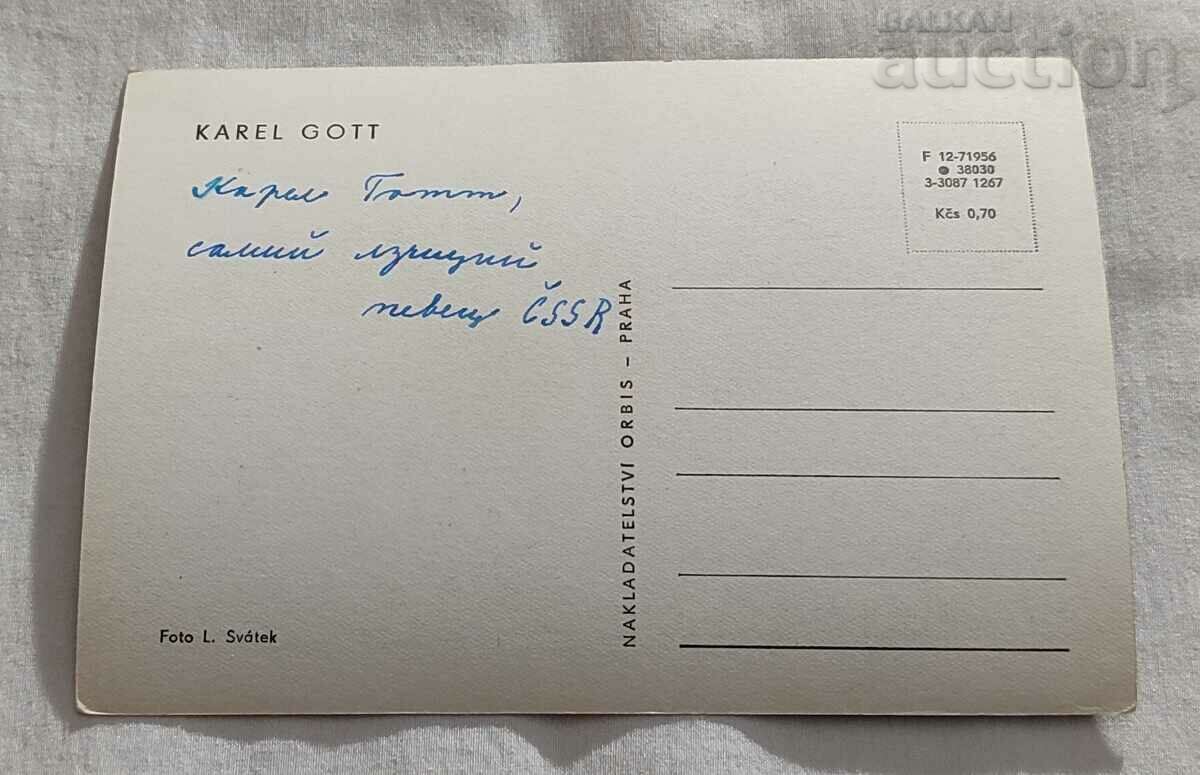 BALKAN
auction
KAREL GOTT
Карел Готт,
самий лзчиций
певец ČSSR
F 12-71956
38030
3-3087 1267
Kčs 0,70
NAKLADATELSTVÍ ORBIS – PRAHA
Foto L. Svátek